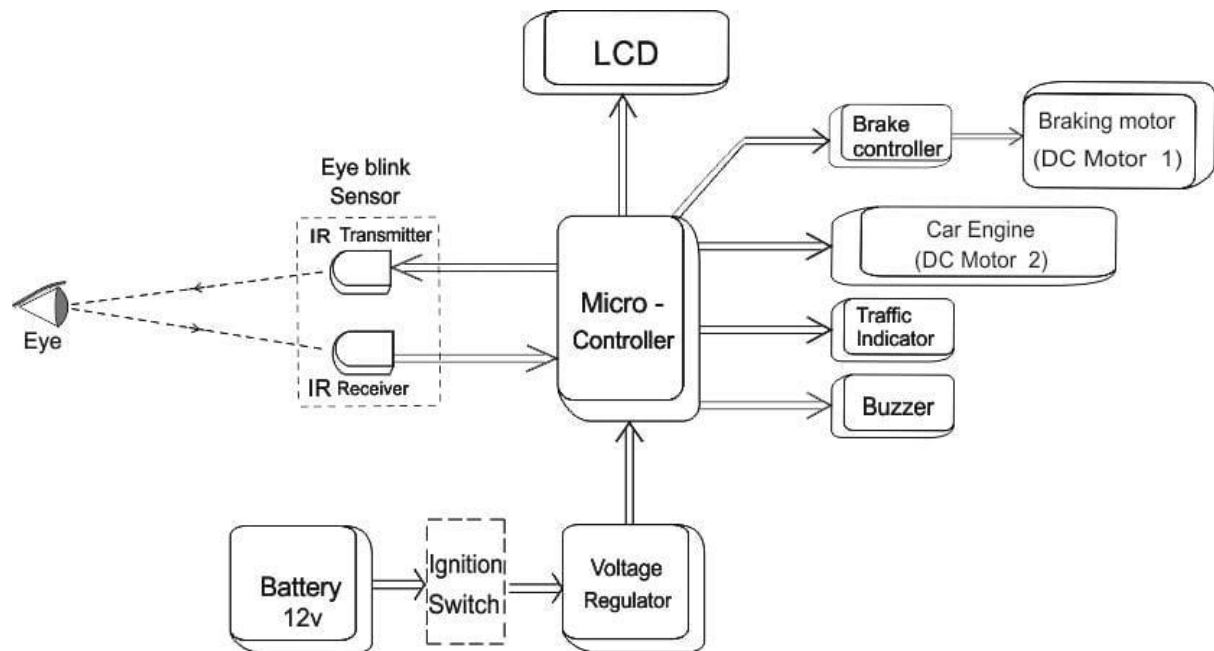 LCD
Brake
controller
Braking motor
(DC Motor 1)
Eye blink
Sensor
IR Transmitter
Car Engine
(DC Motor 2)
Micro -
Controller
Eye
Traffic
Indicator
IR Receiver
Buzzer
Battery
12v
Ignition
Switch
Voltage
Regulator